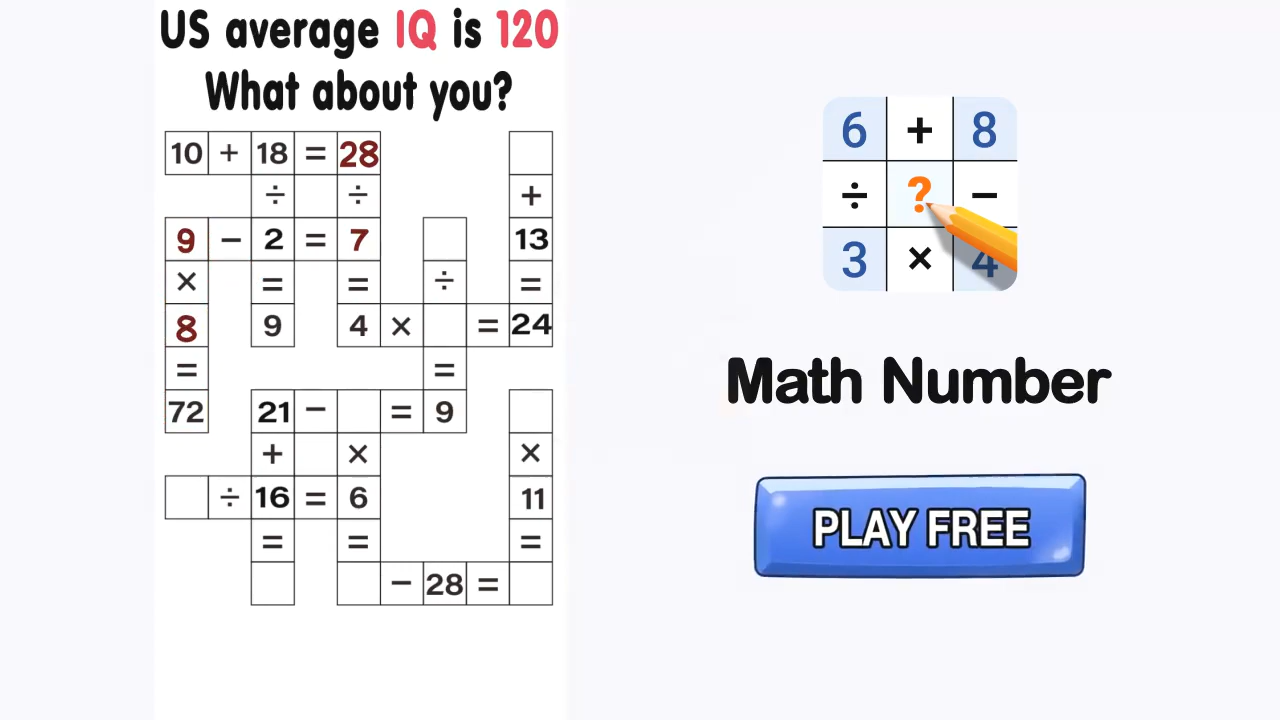 US average IQ is 120
What about you?
10 + 18 = 28
÷ ÷ +
9 - 2 = 7 13
× = = ÷ =
8 9 4 × = 24
= =
72 21 - = 9
+ × ×
÷ 16 = 6 11
= = =
- 28 =
6 + 8
÷ ? -
3 × 4
Math Number
PLAY FREE